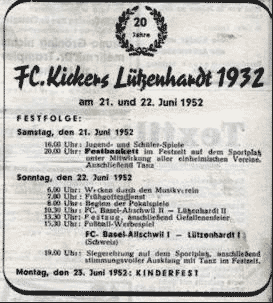 20
Jahre
FC. Kickers Lützenhardt 1932
am 21. und 22. Juni 1952
FESTFOLGE:
Samstag, den 21. Juni 1952
16.00 Uhr: Jugend- und Schüler-Spiele
20.00 Uhr: Festbankett im Festzelt auf dem Sportplatz
unter Mitwirkung aller einheimischen Vereine.
Anschließend Tanz
Sonntag, den 22. Juni 1952
6.00 Uhr: Wecken durch den Musikverein
7.00 Uhr: Frühgottesdienst
8.00 Uhr: Beginn der Pokalspiele
10.30 Uhr: FC. Basel-Allschwil II — Lützenhardt II
13.30 Uhr: Festzug, anschließend Gefallenenfeier
15.30 Uhr: Fußball-Werbespiel
FC. Basel-Allschwil I — Lützenhardt I
(Schweiz)
19.00 Uhr: Siegerehrung auf dem Sportplatz, anschließend
stimmungsvoller Ausklang mit Tanz im Festzelt.
Montag, den 23. Juni 1952: KINDERFEST